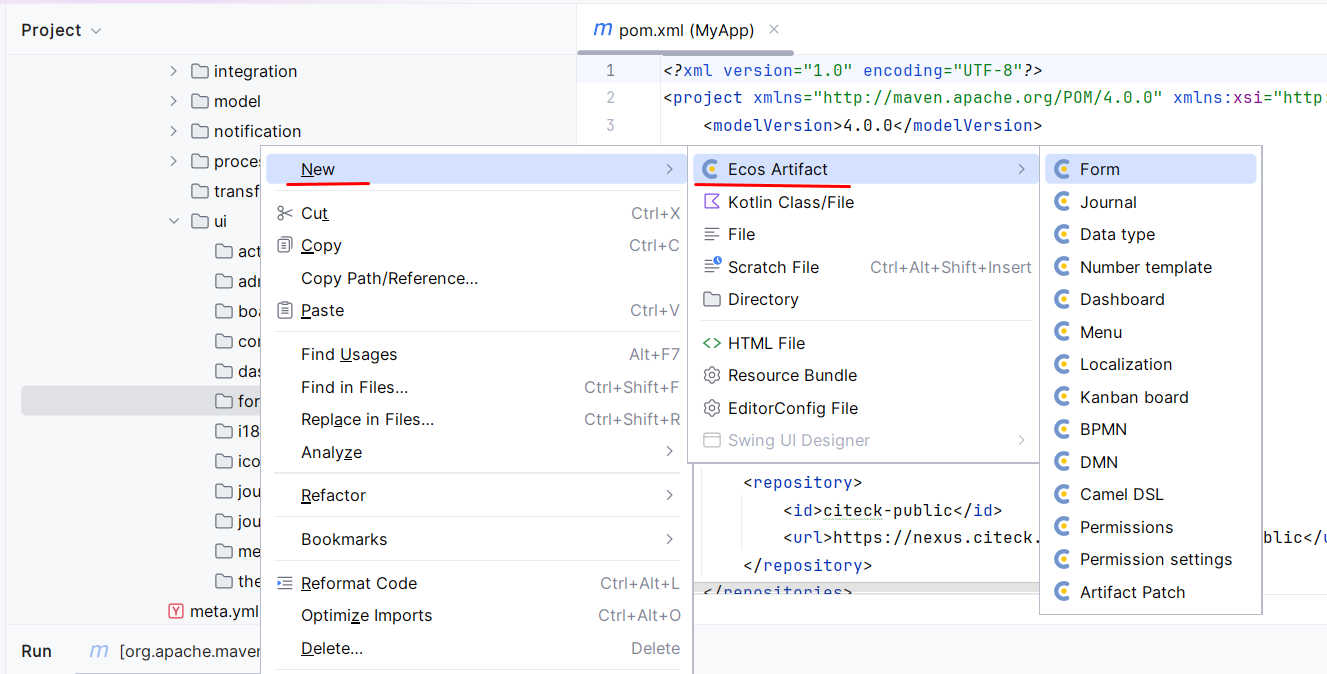 Project
pom.xml (MyApp)
integration
model
notification
transf
ui
act
das
i18
ico
jou
jou
me
the
meta.yml
1 <?xml version="1.0" encoding="UTF-8"?>
2 <project xmlns="http://maven.apache.org/POM/4.0.0" xmlns:xsi="http:
3 <modelVersion>4.0.0</modelVersion>
New
Cut Ctrl+X
Copy Ctrl+C
Copy Path/Reference...
Paste Ctrl+V
Find Usages Alt+F7
Find in Files... Ctrl+Shift+F
Replace in Files... Ctrl+Shift+R
Analyze
Refactor
Bookmarks
Reformat Code Ctrl+Alt+L
Optimize Imports Ctrl+Alt+O
Delete... Delete
Ecos Artifact
Kotlin Class/File
File
Scratch File Ctrl+Alt+Shift+Insert
Directory
HTML File
Resource Bundle
EditorConfig File
Swing UI Designer
Form
Journal
Data type
Number template
Dashboard
Menu
Localization
Kanban board
BPMN
DMN
Camel DSL
Permissions
Permission settings
Artifact Patch
<repository>
<id>citeck-public</id>
<url>https://nexus.citeck. blic</u
</repository>
</repositories>
Run
[org.apache.maven